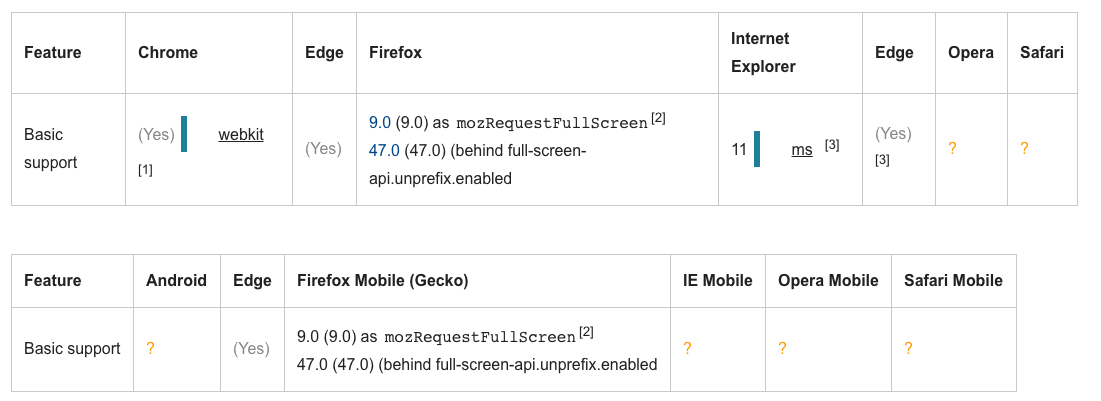 Feature Chrome Edge Firefox Internet Explorer Edge Opera Safari
Basic support (Yes) webkit [1] (Yes) 9.0 (9.0) as mozRequestFullScreen [2]
47.0 (47.0) (behind full-screen-api.unprefix.enabled 11 ms [3] (Yes) [3] ? ?
Feature Android Edge Firefox Mobile (Gecko) IE Mobile Opera Mobile Safari Mobile
Basic support ? (Yes) 9.0 (9.0) as mozRequestFullScreen [2]
47.0 (47.0) (behind full-screen-api.unprefix.enabled ? ? ?